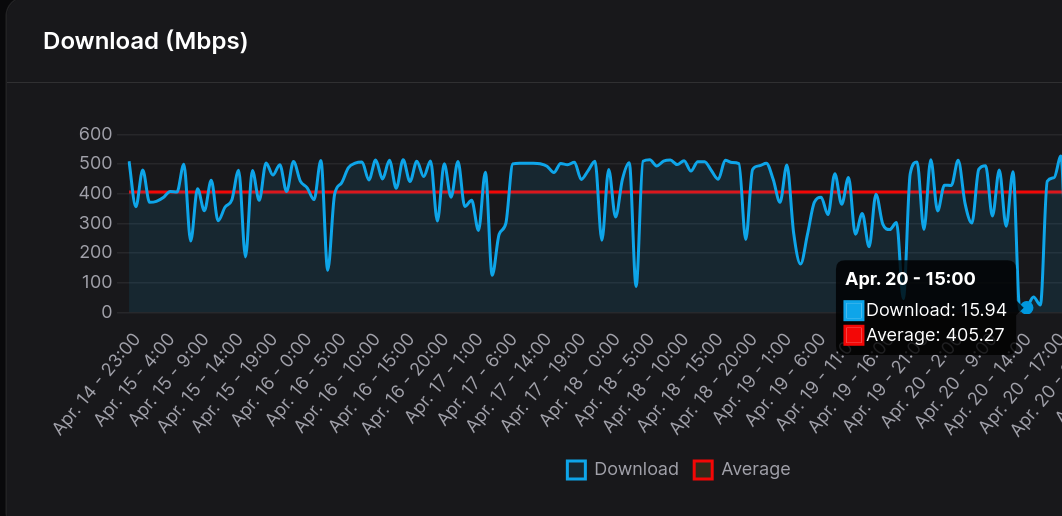 Download (Mbps)
600
500
400
300
200
100
0
Apr. 20 - 15:00
Download: 15.94
Average: 405.27
Apr. 14 - 23:00
Apr. 15 - 4:00
Apr. 15 - 9:00
Apr. 15 - 14:00
Apr. 15 - 19:00
Apr. 16 - 0:00
Apr. 16 - 5:00
Apr. 16 - 10:00
Apr. 16 - 15:00
Apr. 16 - 20:00
Apr. 17 - 1:00
Apr. 17 - 6:00
Apr. 17 - 14:00
Apr. 17 - 19:00
Apr. 18 - 0:00
Apr. 18 - 5:00
Apr. 18 - 10:00
Apr. 18 - 15:00
Apr. 18 - 20:00
Apr. 19 - 1:00
Apr. 19 - 6:00
Apr. 19 - 11:
Apr. 19 - 16
Apr. 19 - 21
Apr. 20 - 2:
Apr. 20 - 9:
Apr. 20 - 14:00
Apr. 20 - 17:00
Apr. 20
Download
Average